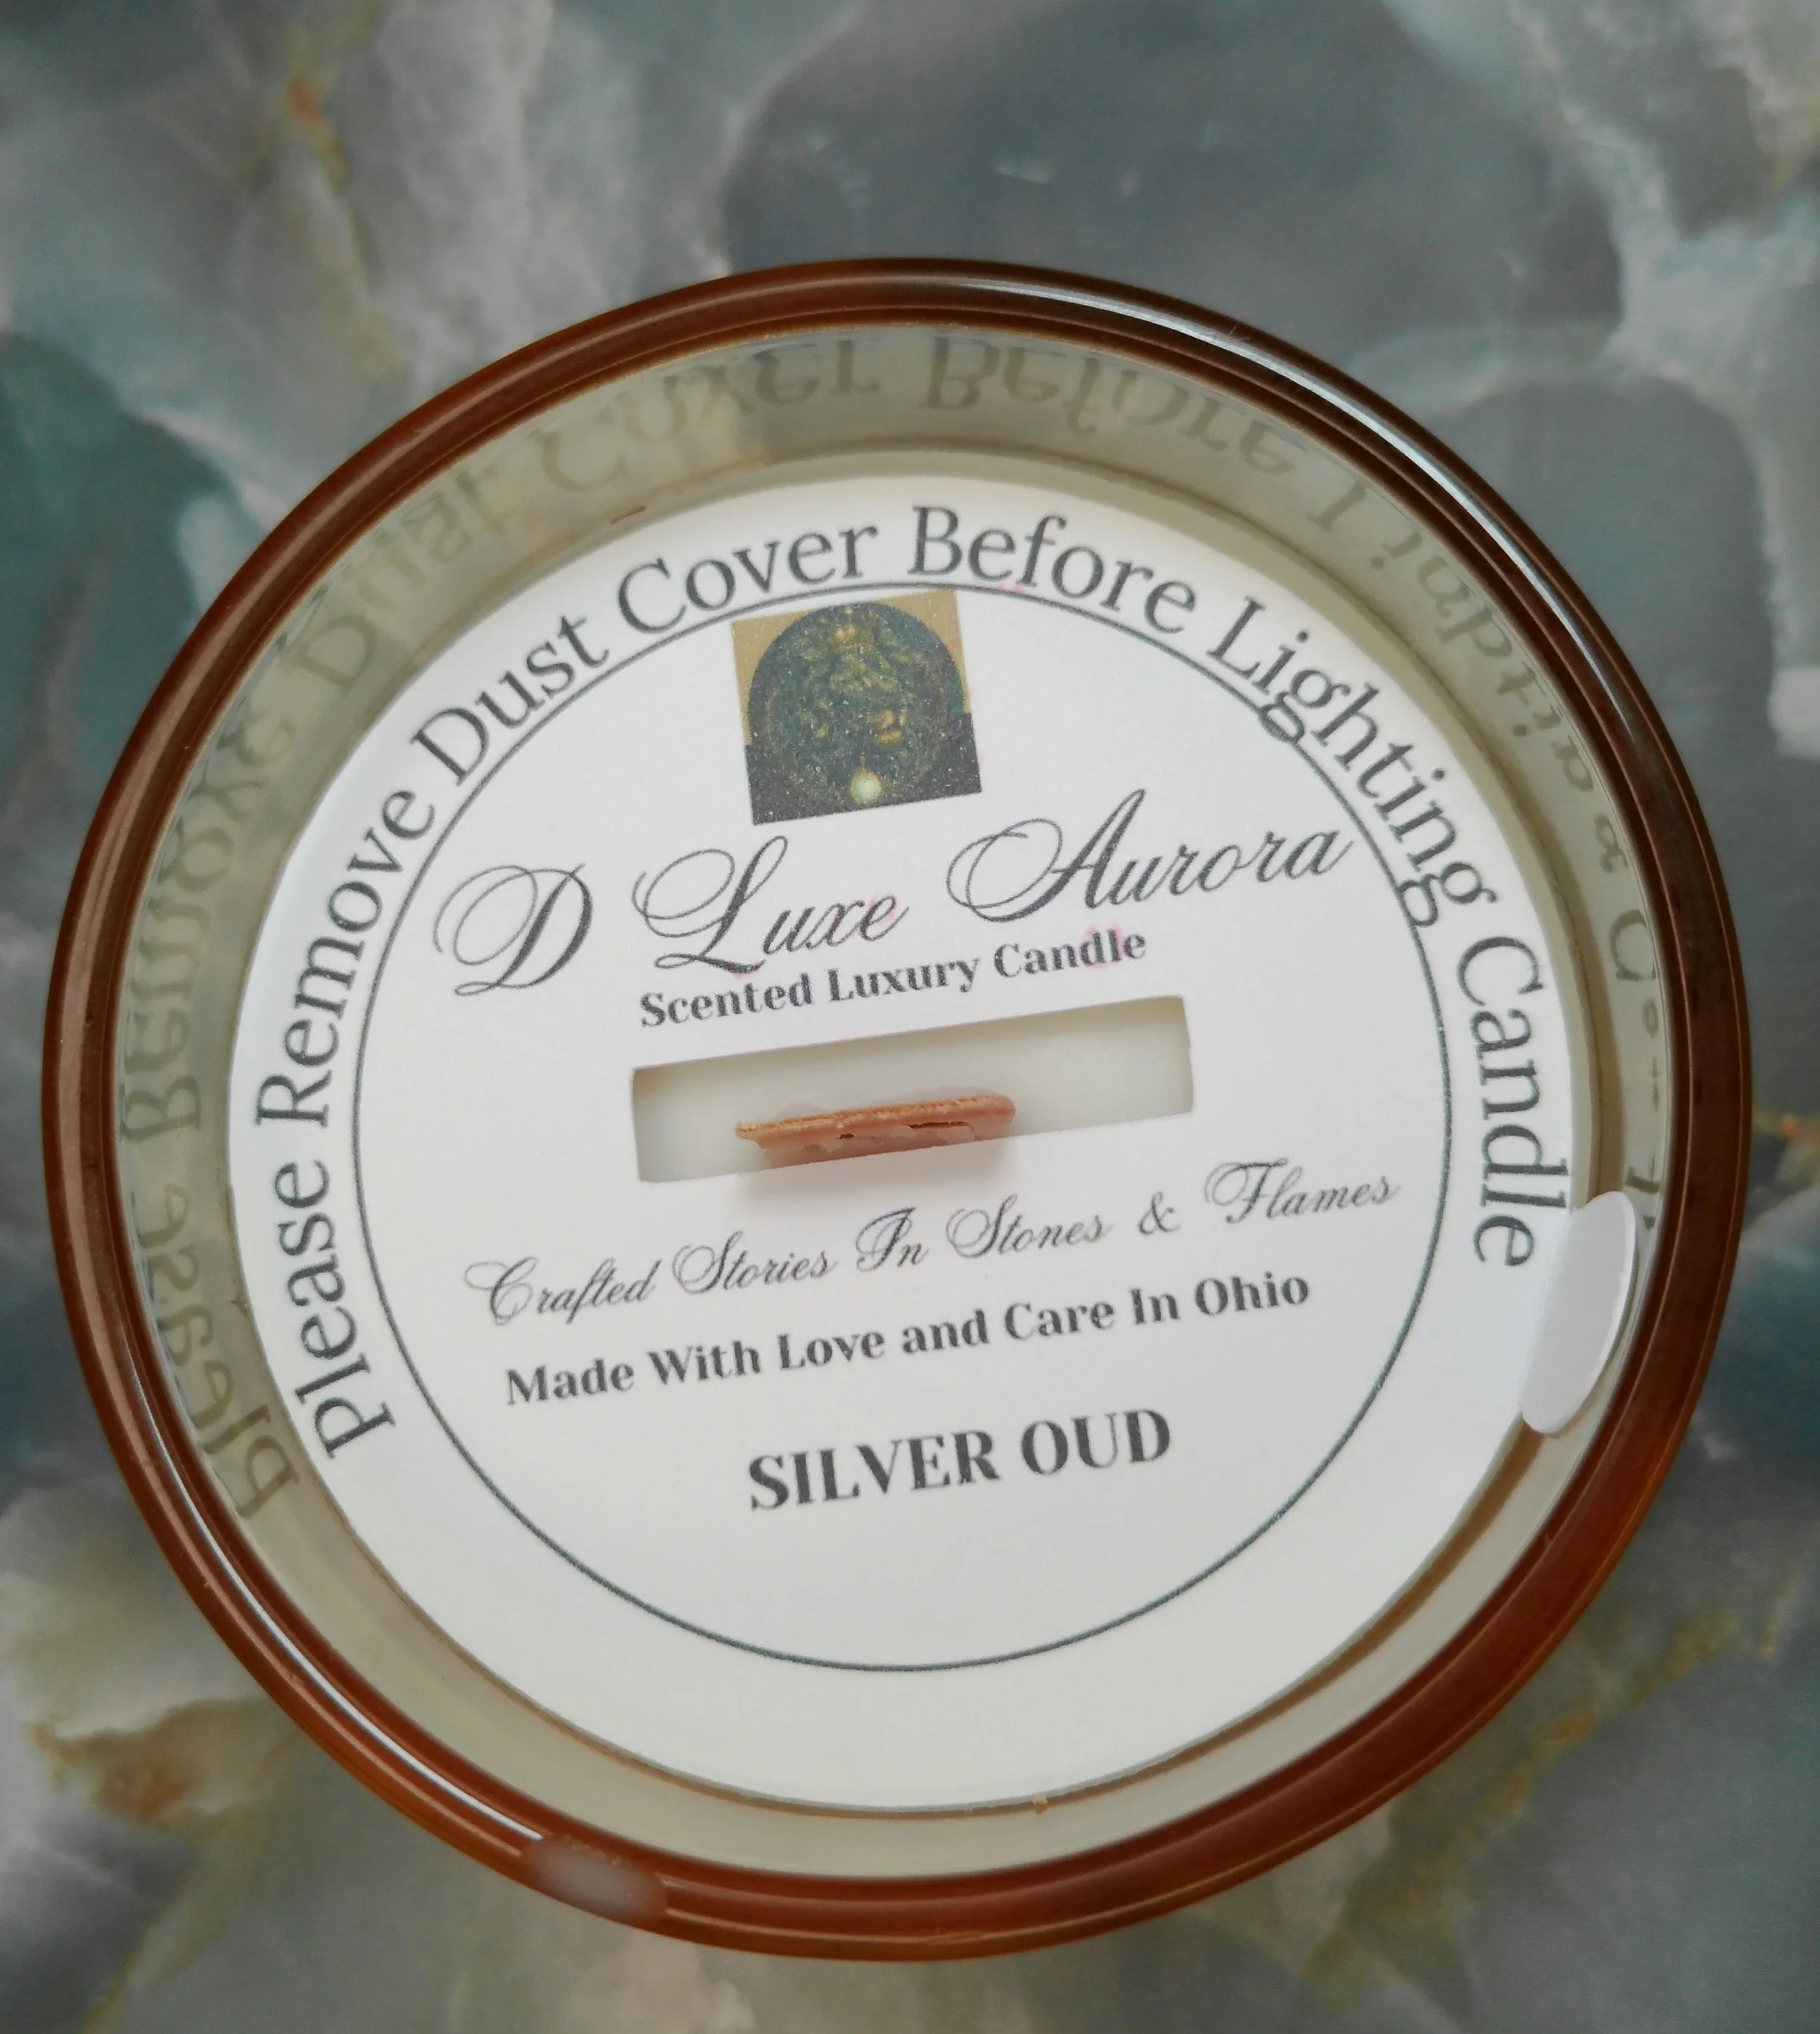 Please Remove Dust Cover Before Lighting Candle
D Luxe Aurora
Scented Luxury Candle
Crafted Stories In Stones & Flames
Made With Love and Care In Ohio
SILVER OUD